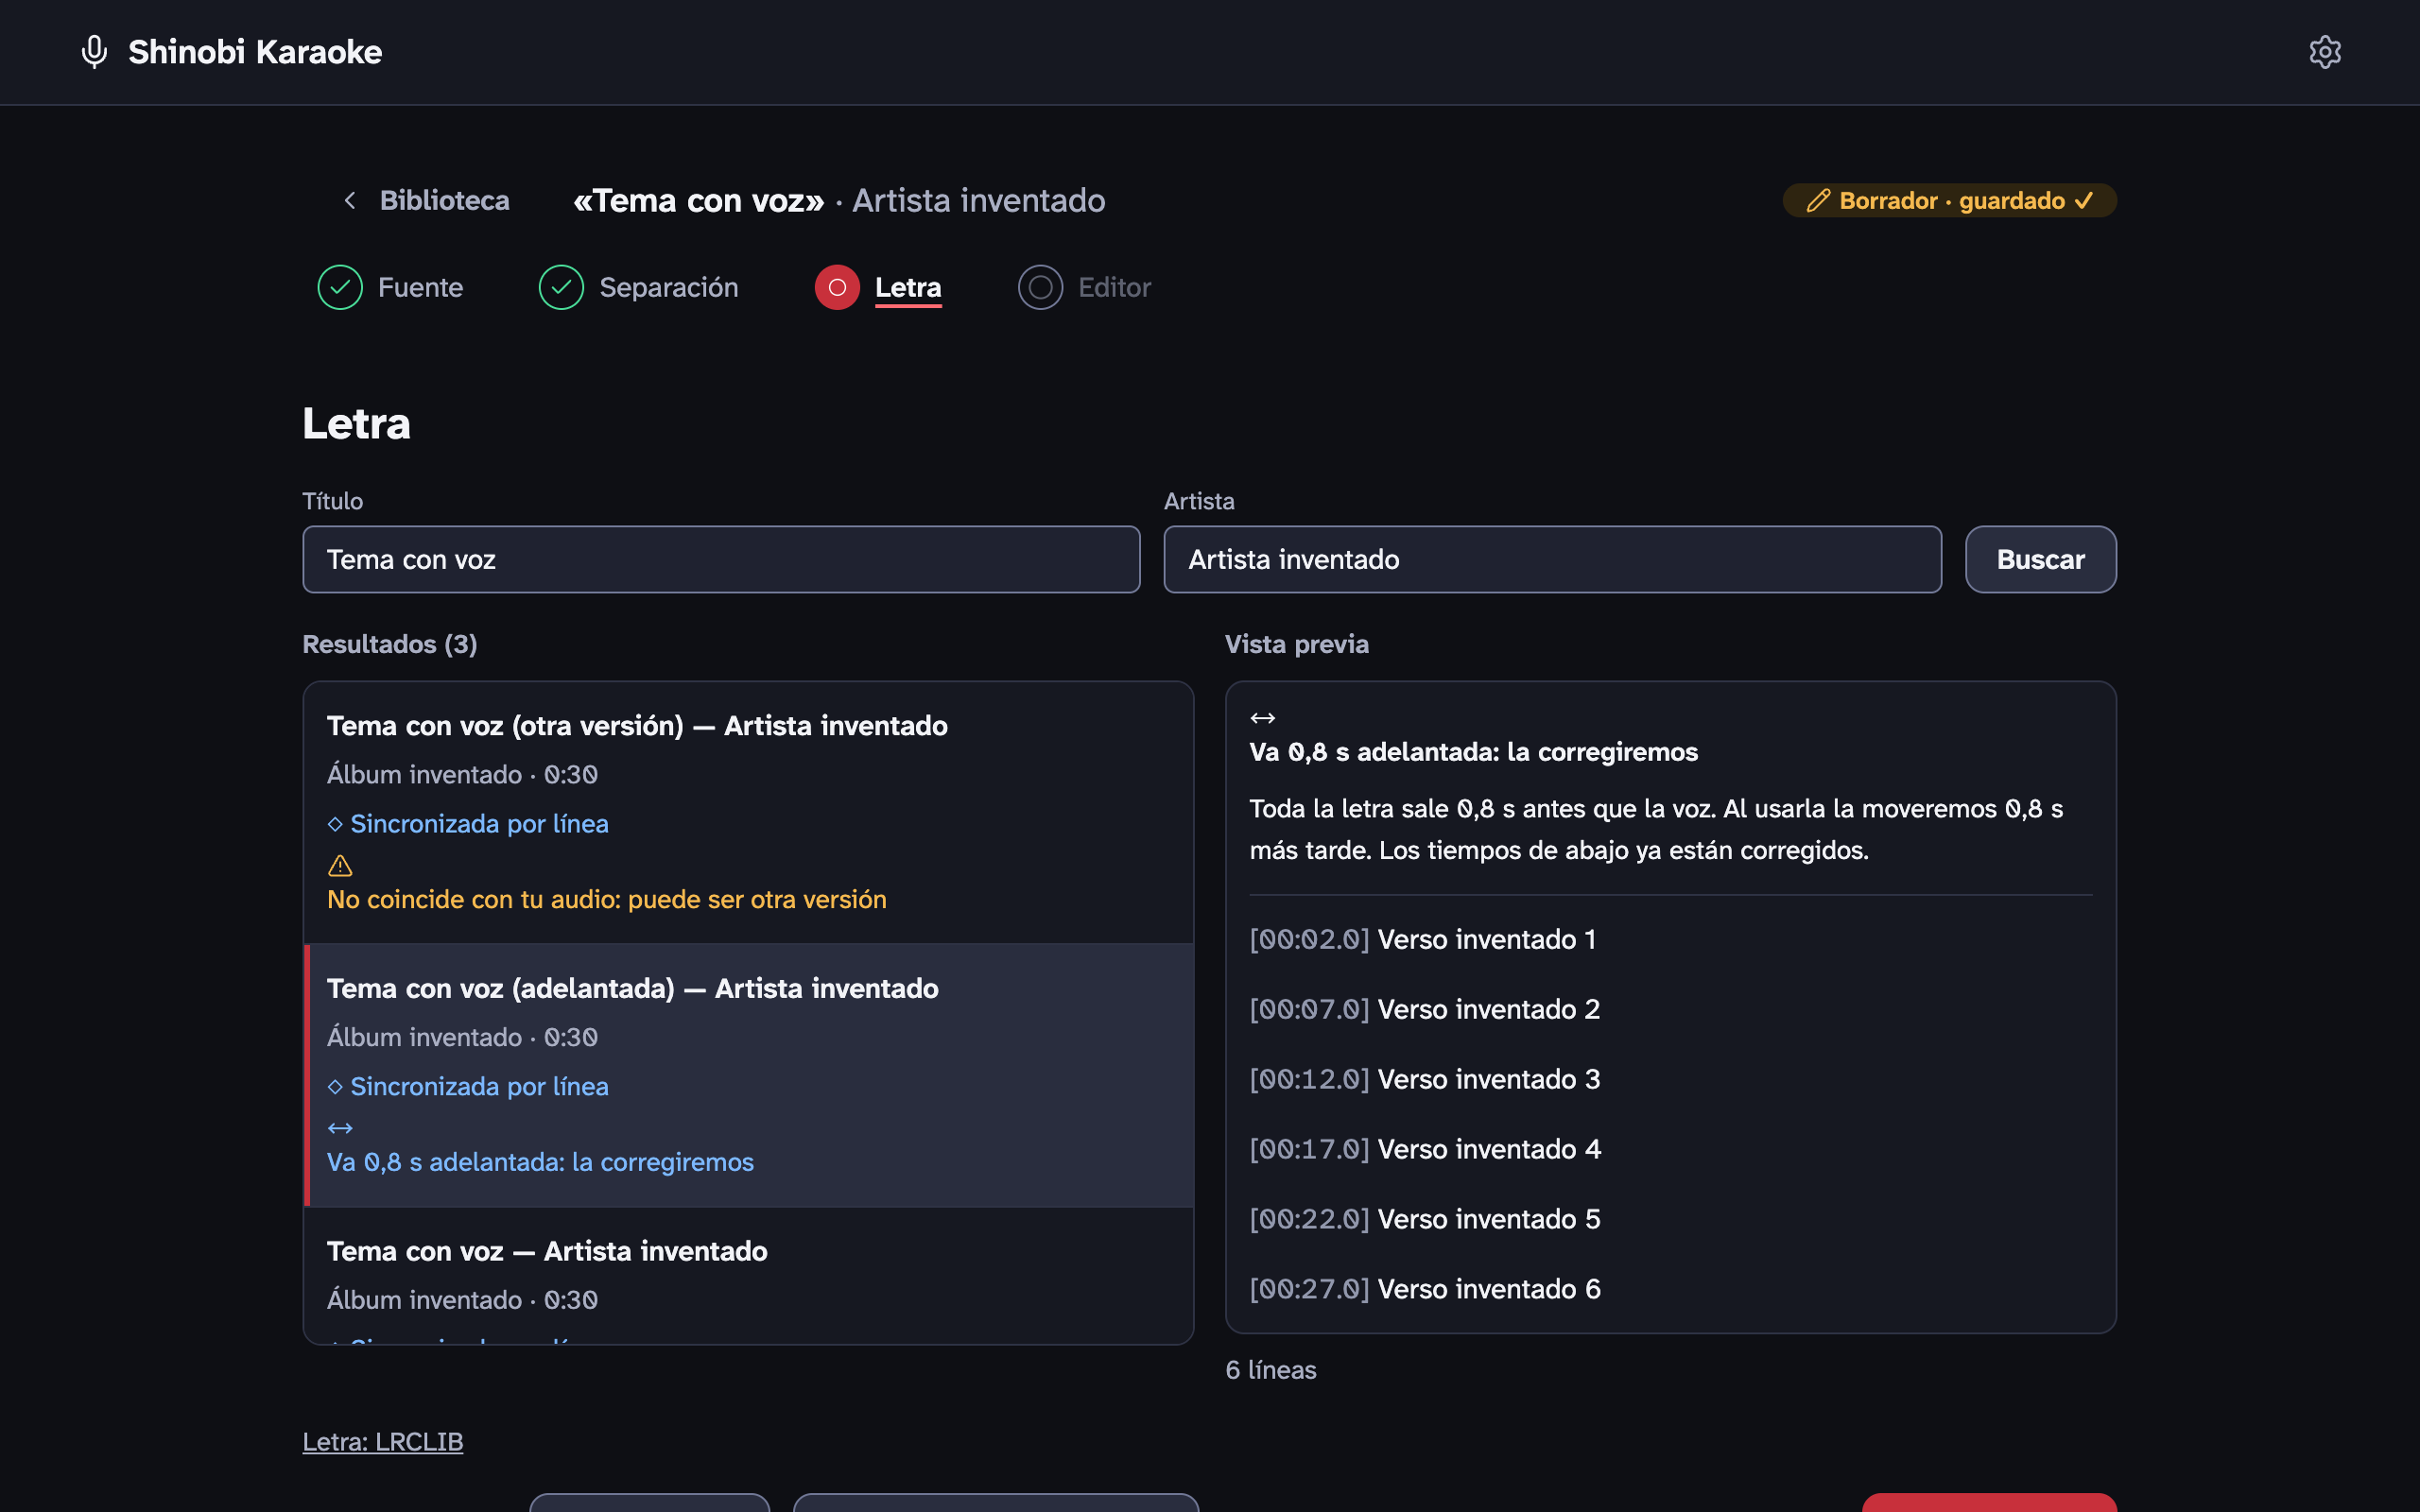 Shinobi Karaoke
Biblioteca
«Tema con voz» · Artista inventado
Borrador · guardado ✓
Fuente
Separación
Letra
Editor
Letra
Título
Artista
Tema con voz
Artista inventado
Buscar
Resultados (3)
Tema con voz (otra versión) — Artista inventado
Álbum inventado · 0:30
◇ Sincronizada por línea
No coincide con tu audio: puede ser otra versión
Tema con voz (adelantada) — Artista inventado
Álbum inventado · 0:30
◇ Sincronizada por línea
Va 0,8 s adelantada: la corregiremos
Tema con voz — Artista inventado
Álbum inventado · 0:30
Vista previa
Va 0,8 s adelantada: la corregiremos
Toda la letra sale 0,8 s antes que la voz. Al usarla la moveremos 0,8 s
más tarde. Los tiempos de abajo ya están corregidos.
[00:02.0] Verso inventado 1
[00:07.0] Verso inventado 2
[00:12.0] Verso inventado 3
[00:17.0] Verso inventado 4
[00:22.0] Verso inventado 5
[00:27.0] Verso inventado 6
6 líneas
Letra: LRCLIB